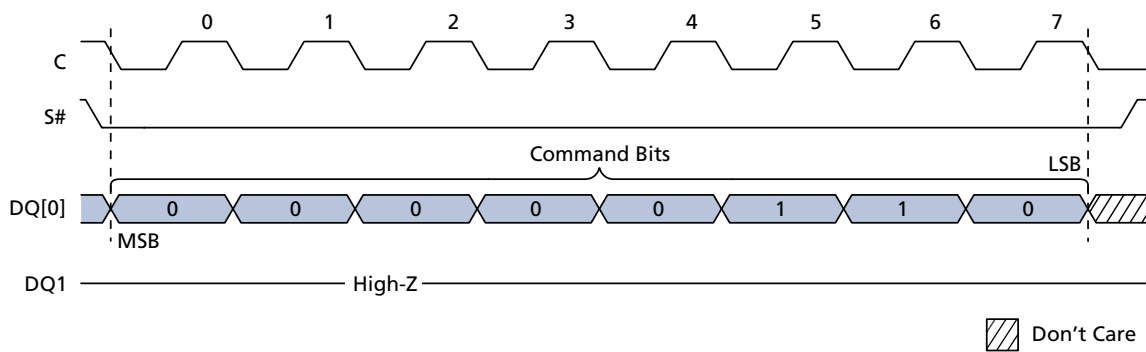 0 1 2 3 4 5 6 7
C
S#
Command Bits
LSB
DQ[0] 0 0 0 0 0 1 1 0
MSB
DQ1 High-Z
Don't Care